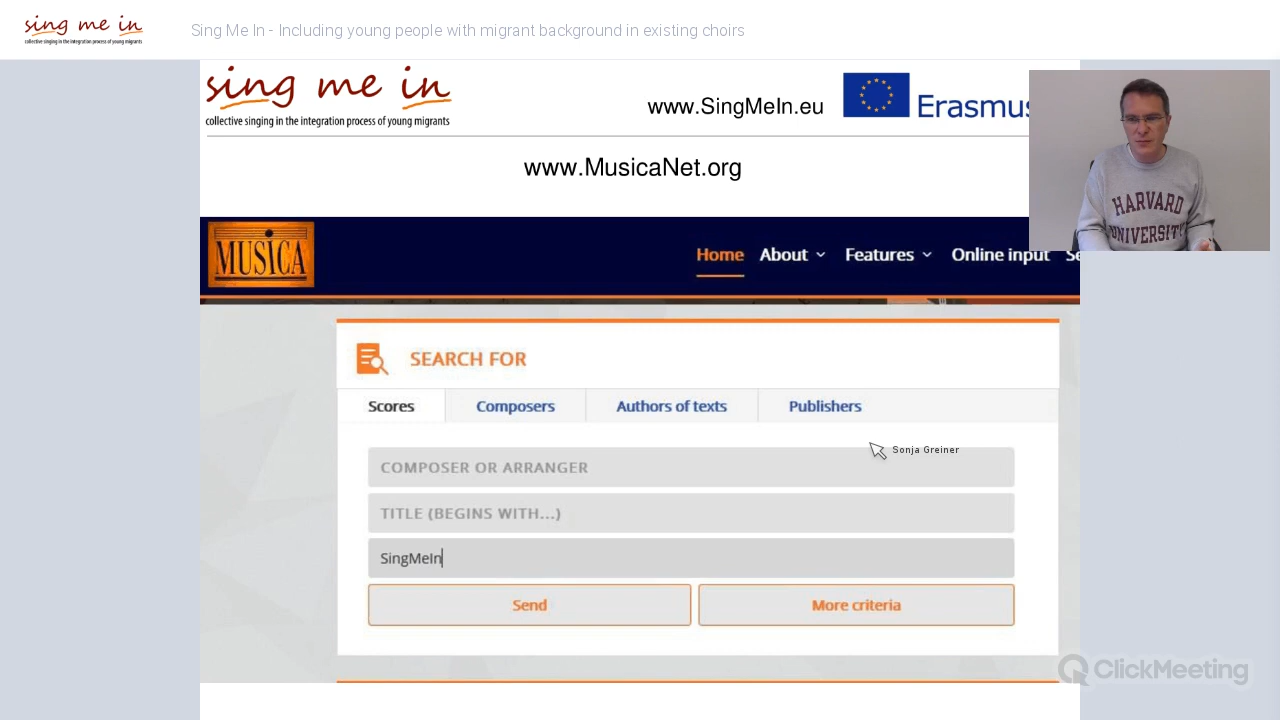 sing me in
collective singing in the integration process of young migrants
Sing Me In - Including young people with migrant background in existing choirs
sing me in
collective singing in the integration process of young migrants
www.SingMeIn.eu
Erasmus
www.MusicaNet.org
MUSICA
Home
About
Features
Online input
Se
HARVARD
UNIVERSITY
SEARCH FOR
Scores
Composers
Authors of texts
Publishers
Sonja Greiner
COMPOSER OR ARRANGER
TITLE (BEGINS WITH...)
SingMeIn
Send
More criteria
ClickMeeting